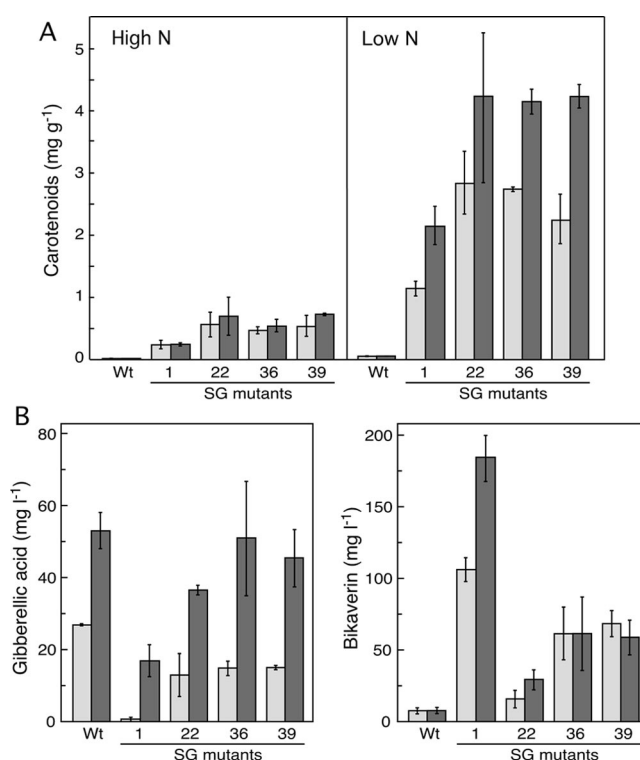 A
High N
Low N
Carotenoids (mg g⁻¹)
5
4
3
2
1
0
Wt 1 22 36 39
SG mutants
Wt 1 22 36 39
SG mutants
B
Gibberellic acid (mg l⁻¹)
80
60
40
20
0
Wt 1 22 36 39
SG mutants
Bikaverin (mg l⁻¹)
200
150
100
50
0
Wt 1 22 36 39
SG mutants